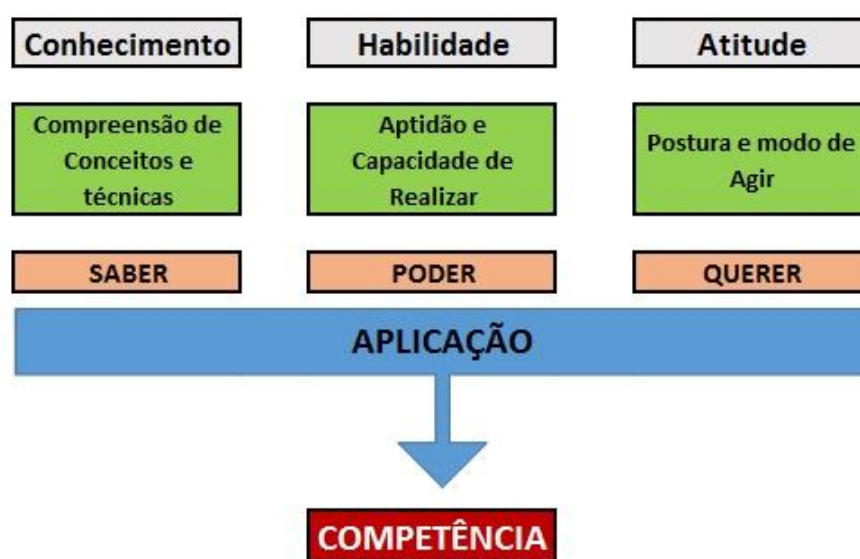 Conhecimento
Habilidade
Atitude
Compreensão de
Conceitos e
técnicas
Aptidão e
Capacidade de
Realizar
Postura e modo de
Agir
SABER
PODER
QUERER
APLICAÇÃO
COMPETÊNCIA